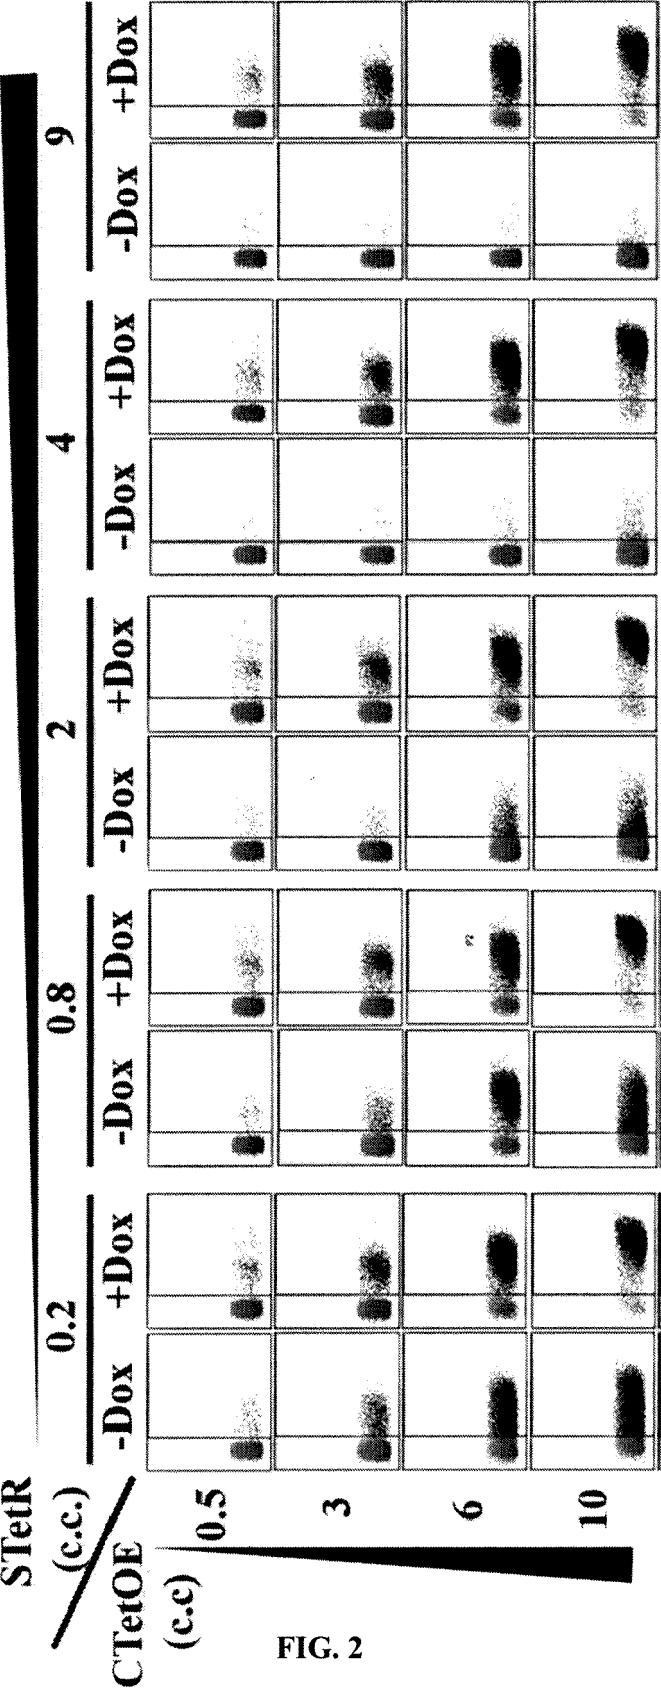 STetR
(c.c.)
0.2
0.8
2
4
9
-Dox
+Dox
-Dox
+Dox
-Dox
+Dox
-Dox
+Dox
-Dox
+Dox
CTetOE
(c.c)
0.5
3
6
10
P2
FIG. 2